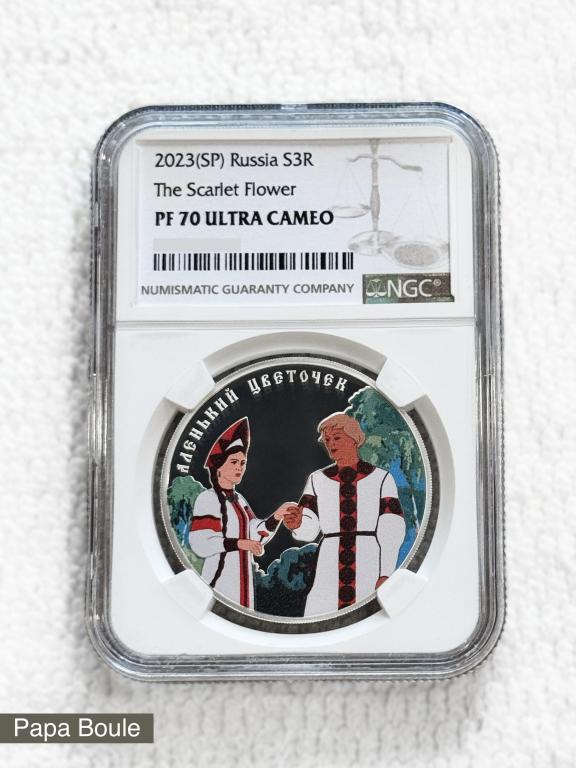 2023(SP) Russia S3R
The Scarlet Flower
PF 70 ULTRA CAMEO
NUMISMATIC GUARANTY COMPANY
NGC®
АЛЕНЬКИЙ ЦВЕТОЧЕК
Papa Boule